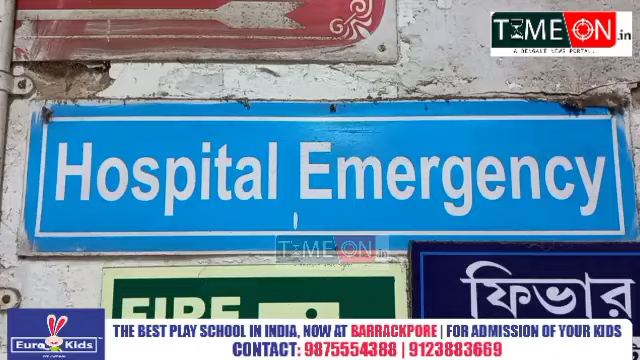 TIMEON.in
A BENGALI NEWS PORTAL.
Hospital Emergency
TIMEON.in
FIRE
ফিভার
Euro Kids
THE BEST PLAY SCHOOL IN INDIA, NOW AT BARRACKPORE | FOR ADMISSION OF YOUR KIDS
CONTACT: 9875554388 | 9123883669